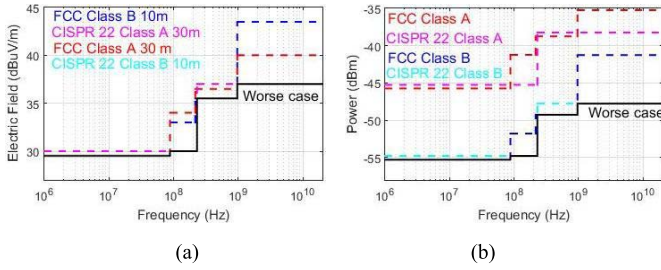 45
40
35
30
Electric Field (dBuV/m)
FCC Class B 10m
CISPR 22 Class A 30m
FCC Class A 30 m
CISPR 22 Class B 10m
Worse case
10^6
10^7
10^8
10^9
10^10
Frequency (Hz)
(a)
-35
-40
-45
-50
-55
Power (dBm)
FCC Class A
CISPR 22 Class A
FCC Class B
CISPR 22 Class B
Worse case
10^6
10^7
10^8
10^9
10^10
Frequency (Hz)
(b)